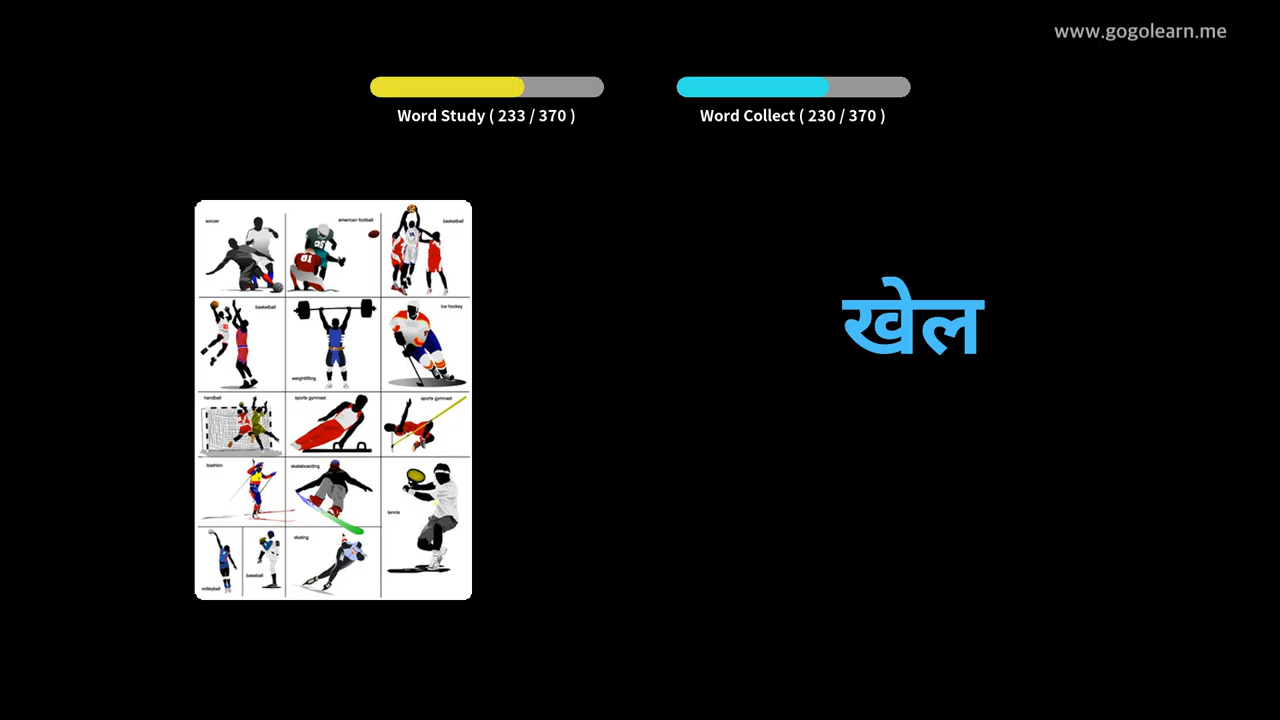 www.gogolearn.me
Word Study ( 233 / 370 )
Word Collect ( 230 / 370 )
soccer
american football
basketball
खेल
basketball
weightlifting
ice hockey
handball
sports gymnast
sports gymnast
biathlon
skateboarding
tennis
volleyball
baseball
skating